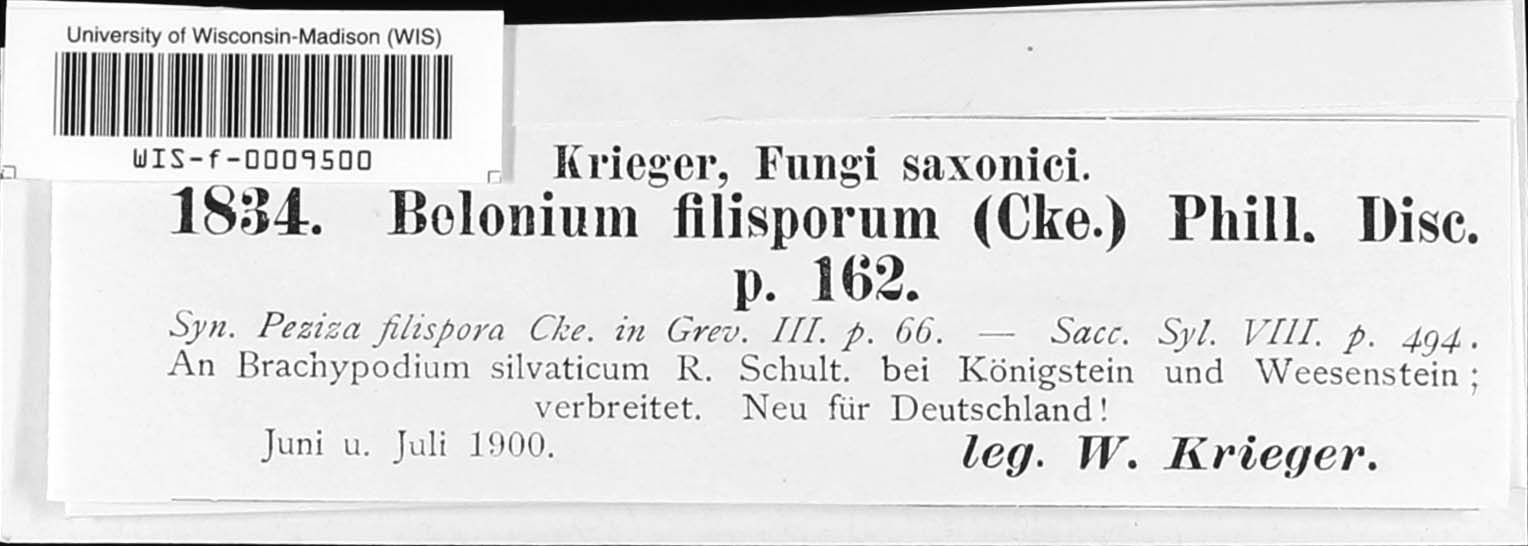 University of Wisconsin-Madison (WIS)
WIS-f-0009500
Krieger, Fungi saxonici.
1834. Belonium filisporum (Cke.) Phill. Disc.
p. 162.
Syn. Peziza filispora Cke. in Grev. III. p. 66. — Sacc. Syl. VIII. p. 494.
An Brachypodium silvaticum R. Schult. bei Königstein und Weesenstein;
verbreitet. Neu für Deutschland!
Juni u. Juli 1900.
leg. W. Krieger.